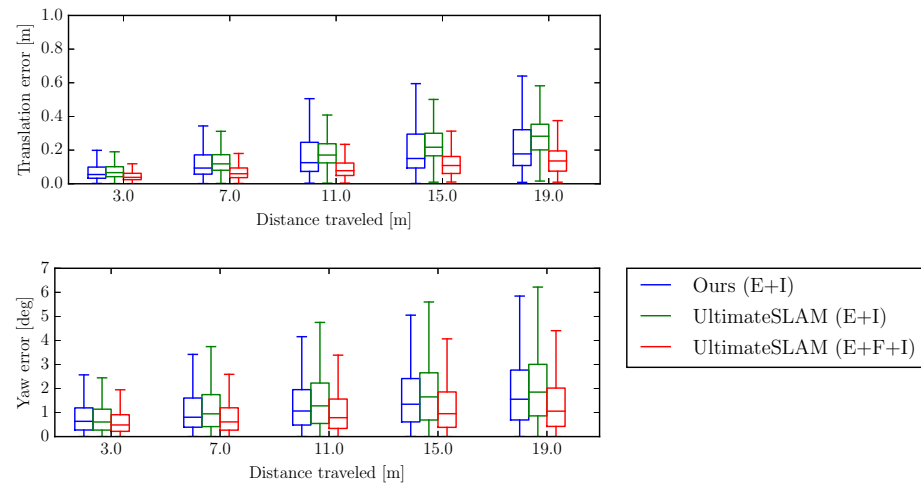 1.0
0.8
0.6
0.4
0.2
0.0
Translation error [m]
3.0 7.0 11.0 15.0 19.0
Distance traveled [m]
7
6
5
4
3
2
1
0
Yaw error [deg]
3.0 7.0 11.0 15.0 19.0
Distance traveled [m]
Ours (E+I)
UltimateSLAM (E+I)
UltimateSLAM (E+F+I)